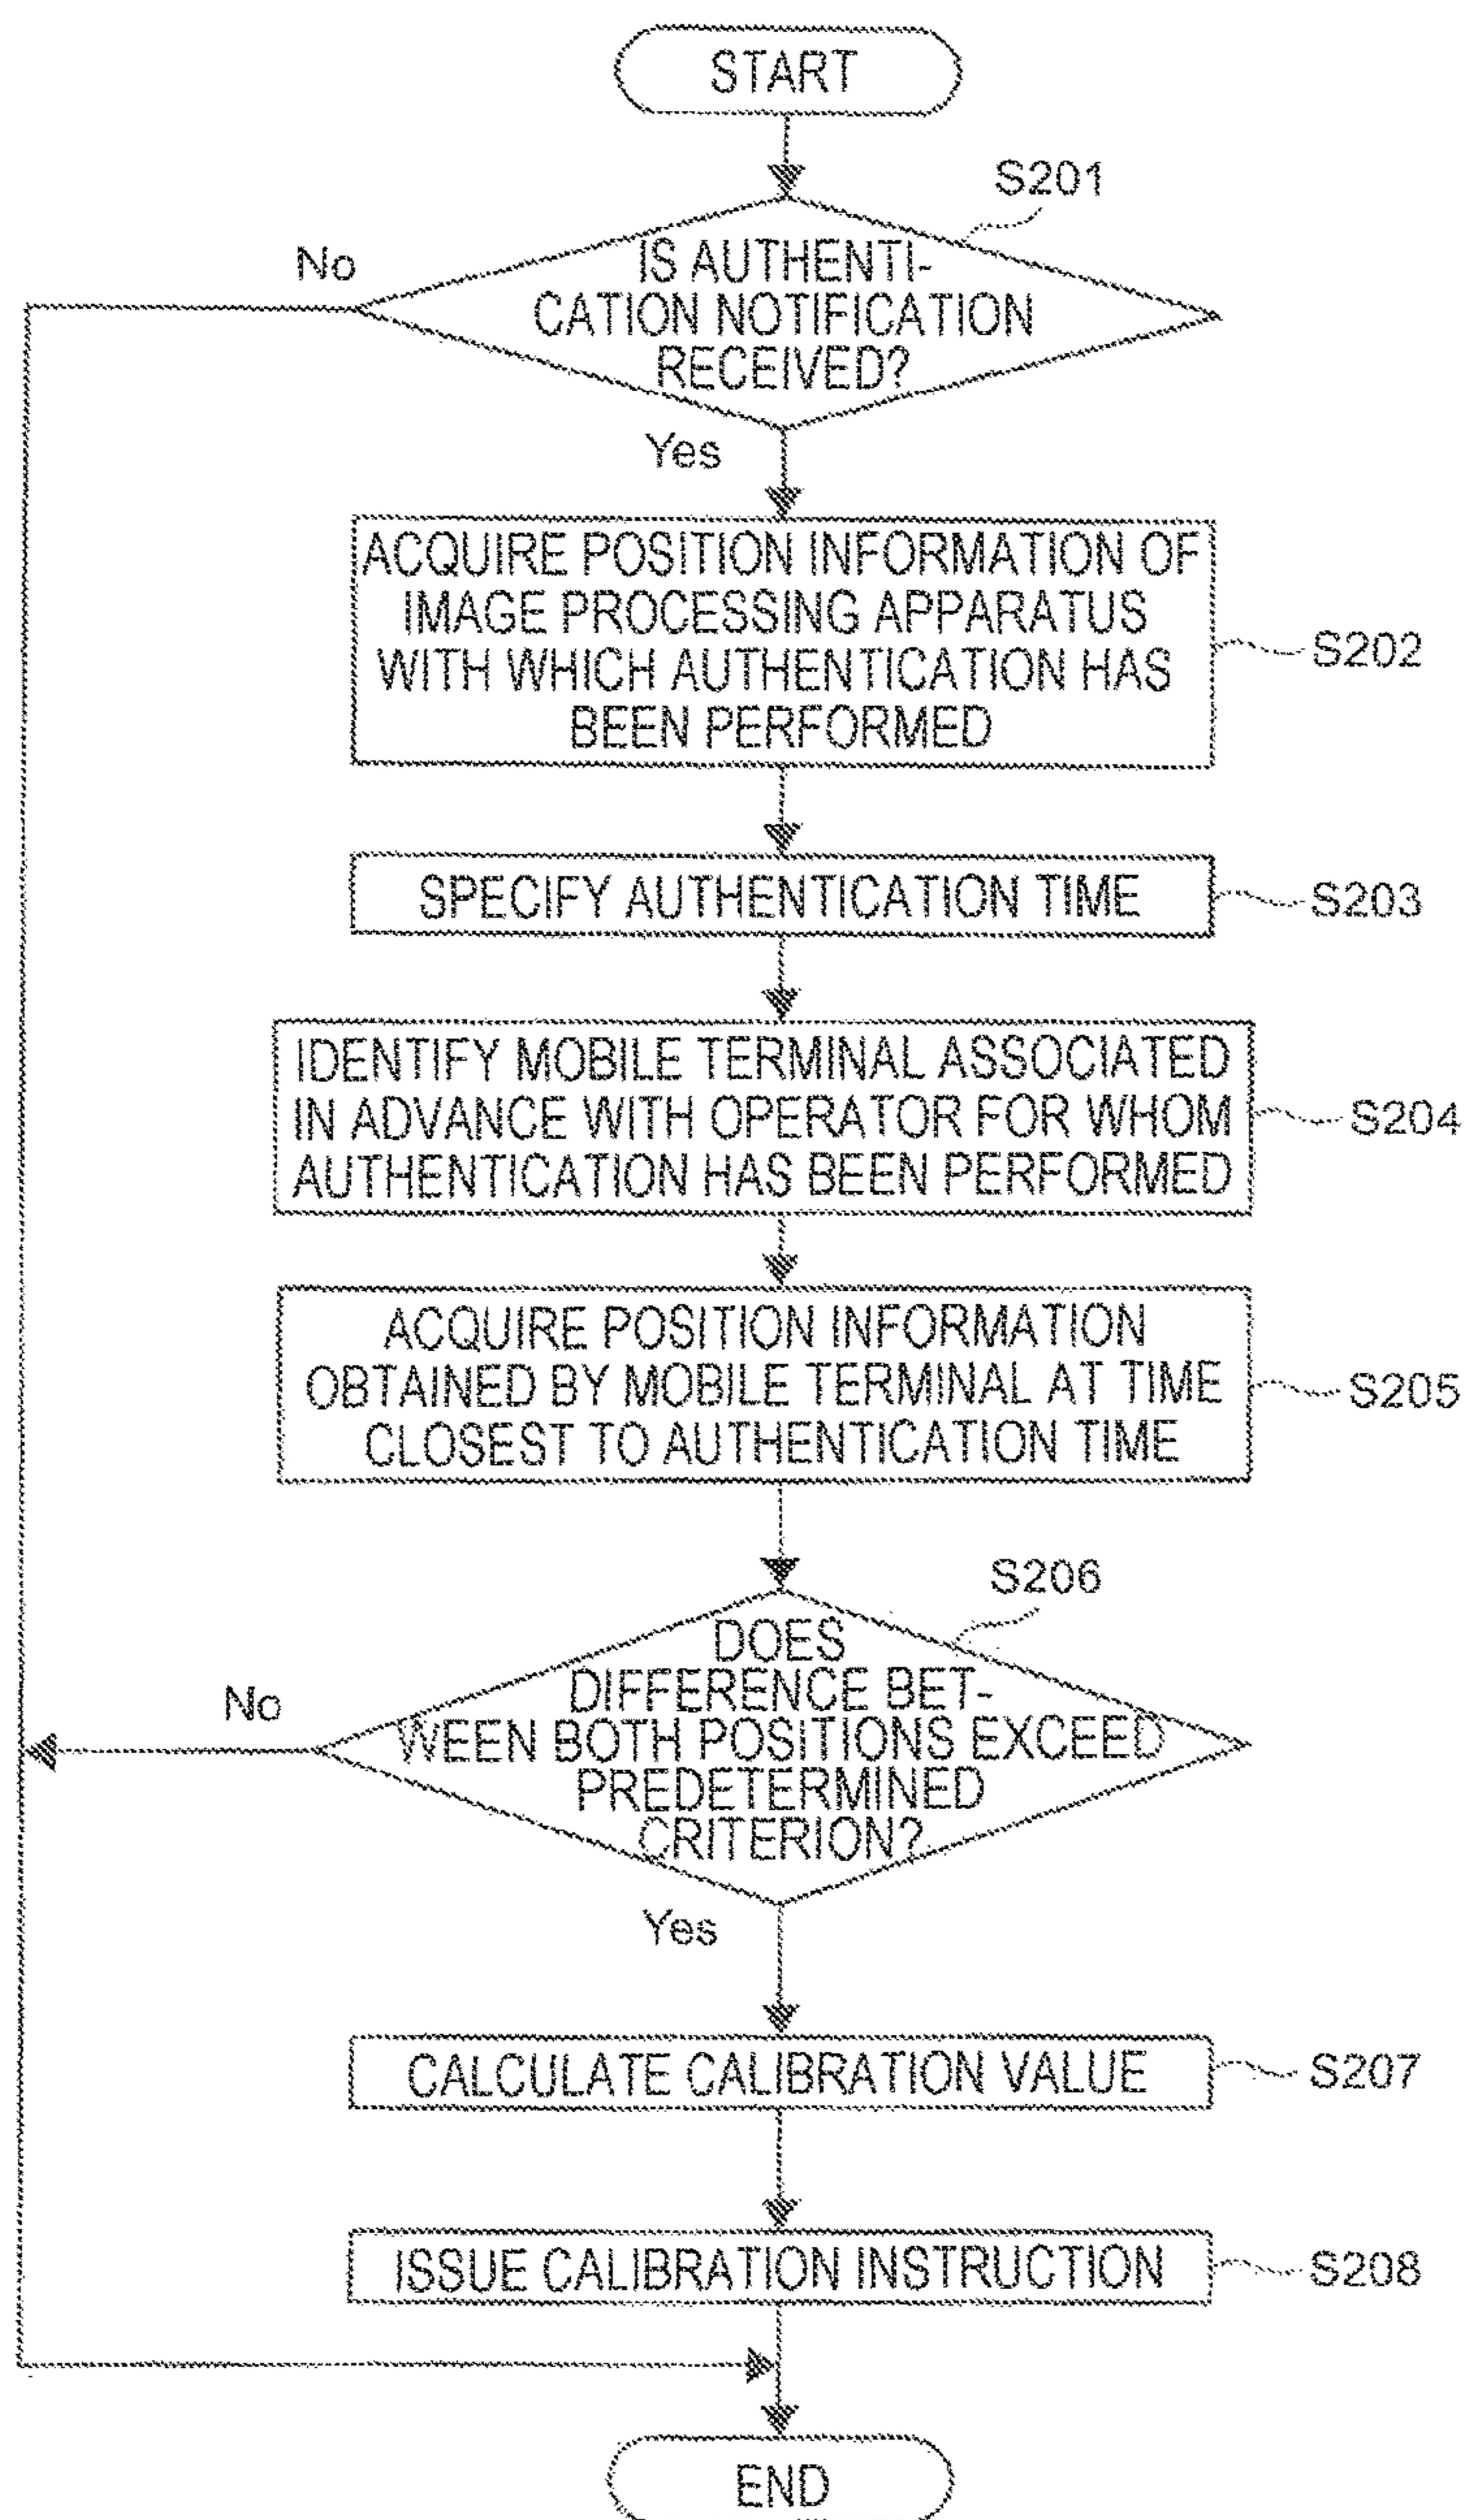 START
S201
No
IS AUTHENTI-
CATION NOTIFICATION
RECEIVED?
Yes
ACQUIRE POSITION INFORMATION OF
IMAGE PROCESSING APPARATUS
WITH WHICH AUTHENTICATION HAS
BEEN PERFORMED
S202
SPECIFY AUTHENTICATION TIME
S203
IDENTIFY MOBILE TERMINAL ASSOCIATED
IN ADVANCE WITH OPERATOR FOR WHOM
AUTHENTICATION HAS BEEN PERFORMED
S204
ACQUIRE POSITION INFORMATION
OBTAINED BY MOBILE TERMINAL AT TIME
CLOSEST TO AUTHENTICATION TIME
S205
S206
No
DOES
DIFFERENCE BET-
WEEN BOTH POSITIONS EXCEED
PREDETERMINED
CRITERION?
Yes
CALCULATE CALIBRATION VALUE
S207
ISSUE CALIBRATION INSTRUCTION
S208
END